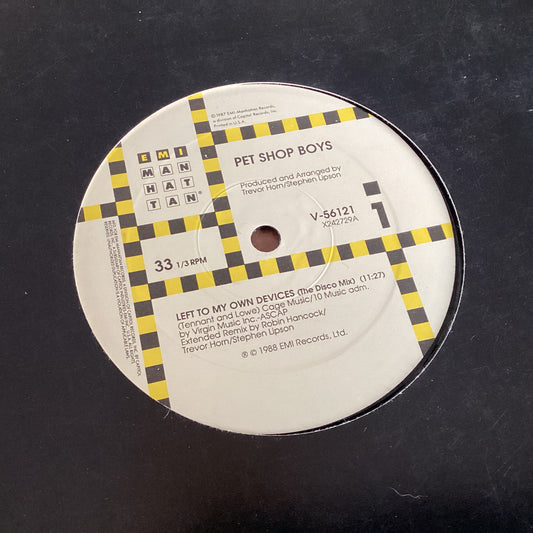 © 1987 EMI-Manhattan Records,
a division of Capitol Records, Inc.
Printed in U.S.A.
EMI
MAN
HAT
TAN®
PET SHOP BOYS
Produced and Arranged by
Trevor Horn/Stephen Lipson
V-56121
X242729A
1
33 1/3 RPM
LEFT TO MY OWN DEVICES (The Disco Mix) (11:27)
(Tennant and Lowe) Cage Music/10 Music adm.
by Virgin Music Inc.-ASCAP
Extended Remix by Robin Hancock/
Trevor Horn/Stephen Lipson
℗ © 1988 EMI Records, Ltd.